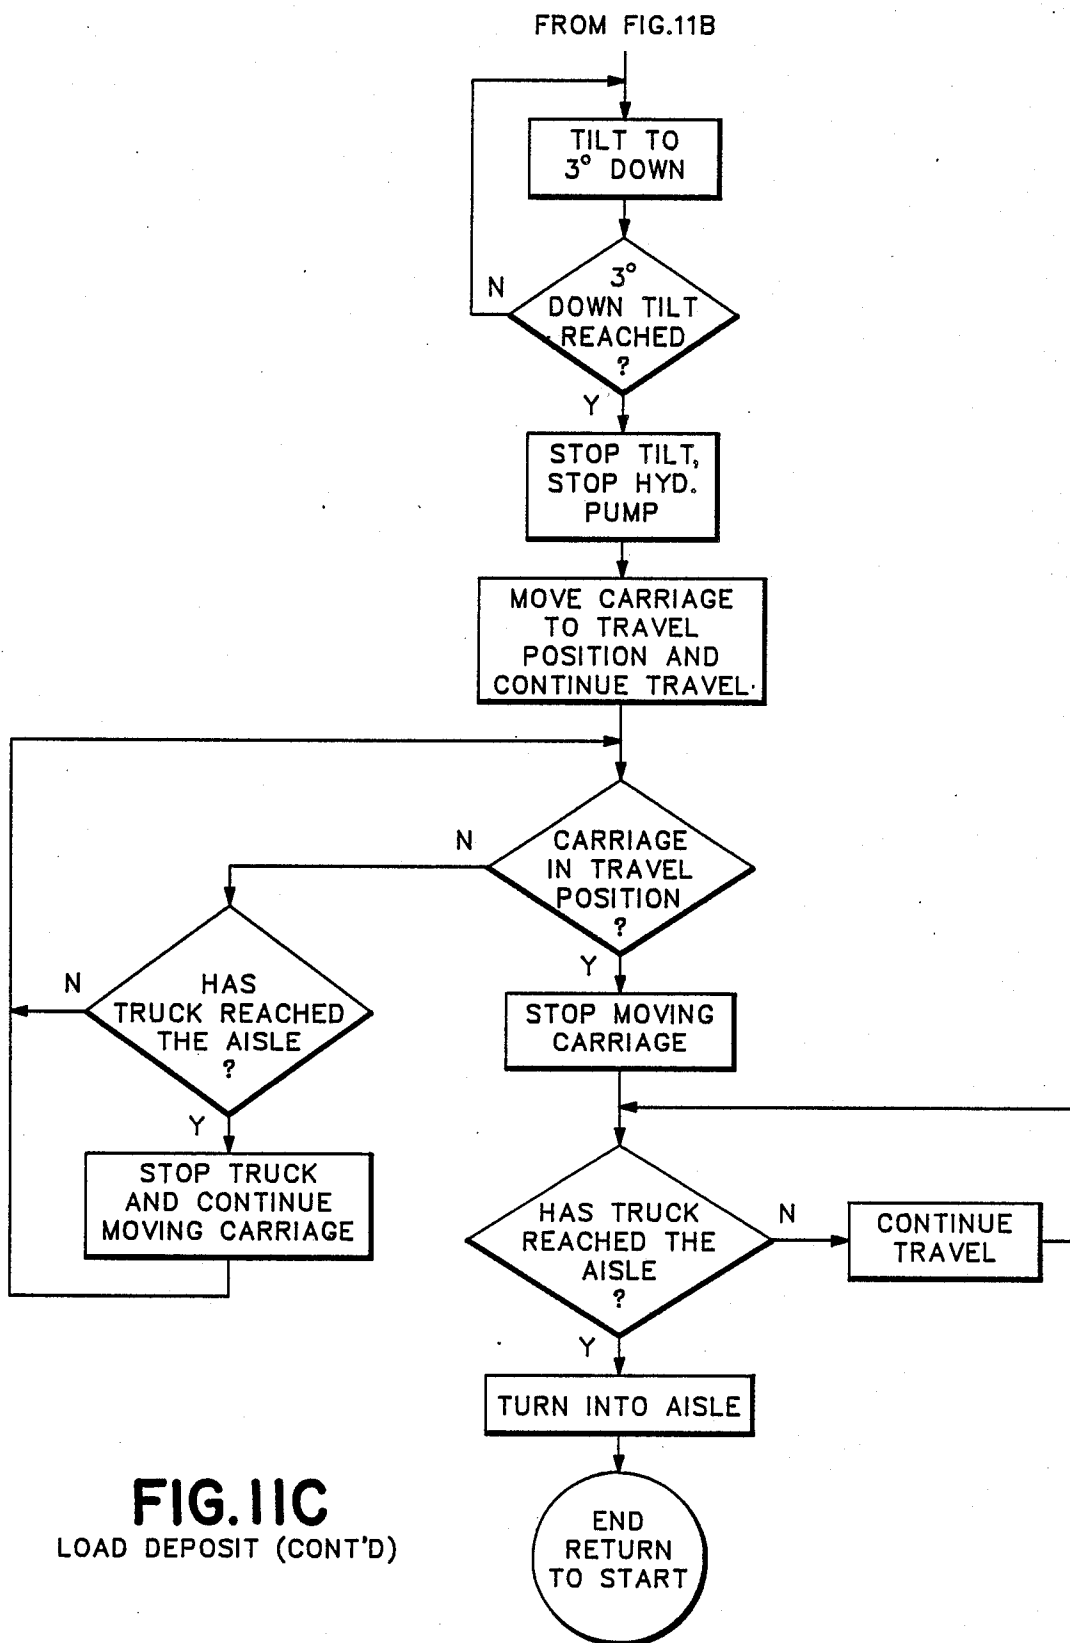 FROM FIG.11B
TILT TO
3° DOWN
3°
DOWN TILT
REACHED
?
N
Y
STOP TILT,
STOP HYD.
PUMP
MOVE CARRIAGE
TO TRAVEL
POSITION AND
CONTINUE TRAVEL.
CARRIAGE
IN TRAVEL
POSITION
?
N
Y
HAS
TRUCK REACHED
THE AISLE
?
N
Y
STOP TRUCK
AND CONTINUE
MOVING CARRIAGE
STOP MOVING
CARRIAGE
HAS TRUCK
REACHED THE
AISLE
?
N
CONTINUE
TRAVEL
Y
TURN INTO AISLE
END
RETURN
TO START
FIG.11C
LOAD DEPOSIT (CONT'D)